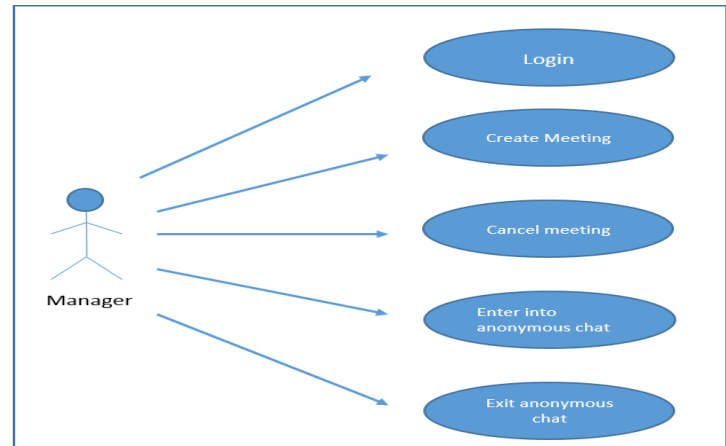 Login
Create Meeting
Cancel meeting
Manager
Enter into
anonymous chat
Exit anonymous
chat